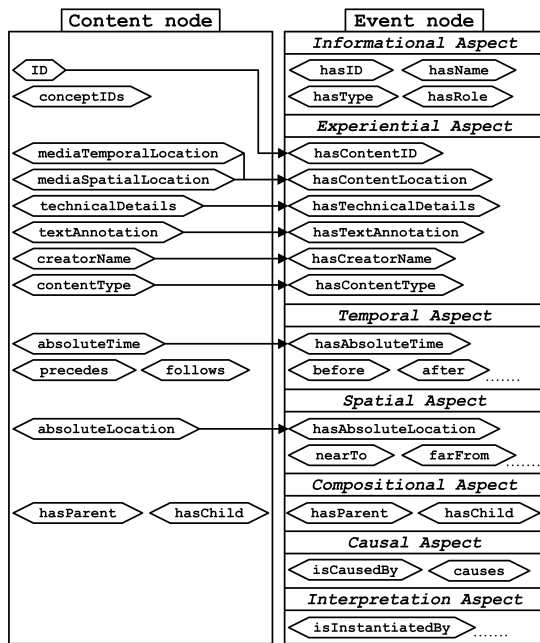 Content node Event node
Informational Aspect
ID hasID hasName
conceptIDs hasType hasRole
Experiential Aspect
mediaTemporalLocation hasContentID
mediaSpatialLocation hasContentLocation
technicalDetails hasTechnicalDetails
textAnnotation hasTextAnnotation
creatorName hasCreatorName
contentType hasContentType
Temporal Aspect
absoluteTime hasAbsoluteTime
precedes follows before after .......
Spatial Aspect
absoluteLocation hasAbsoluteLocation
nearTo farFrom .......
Compositional Aspect
hasParent hasChild hasParent hasChild
Causal Aspect
isCausedBy causes
Interpretation Aspect
isInstantiatedBy .......